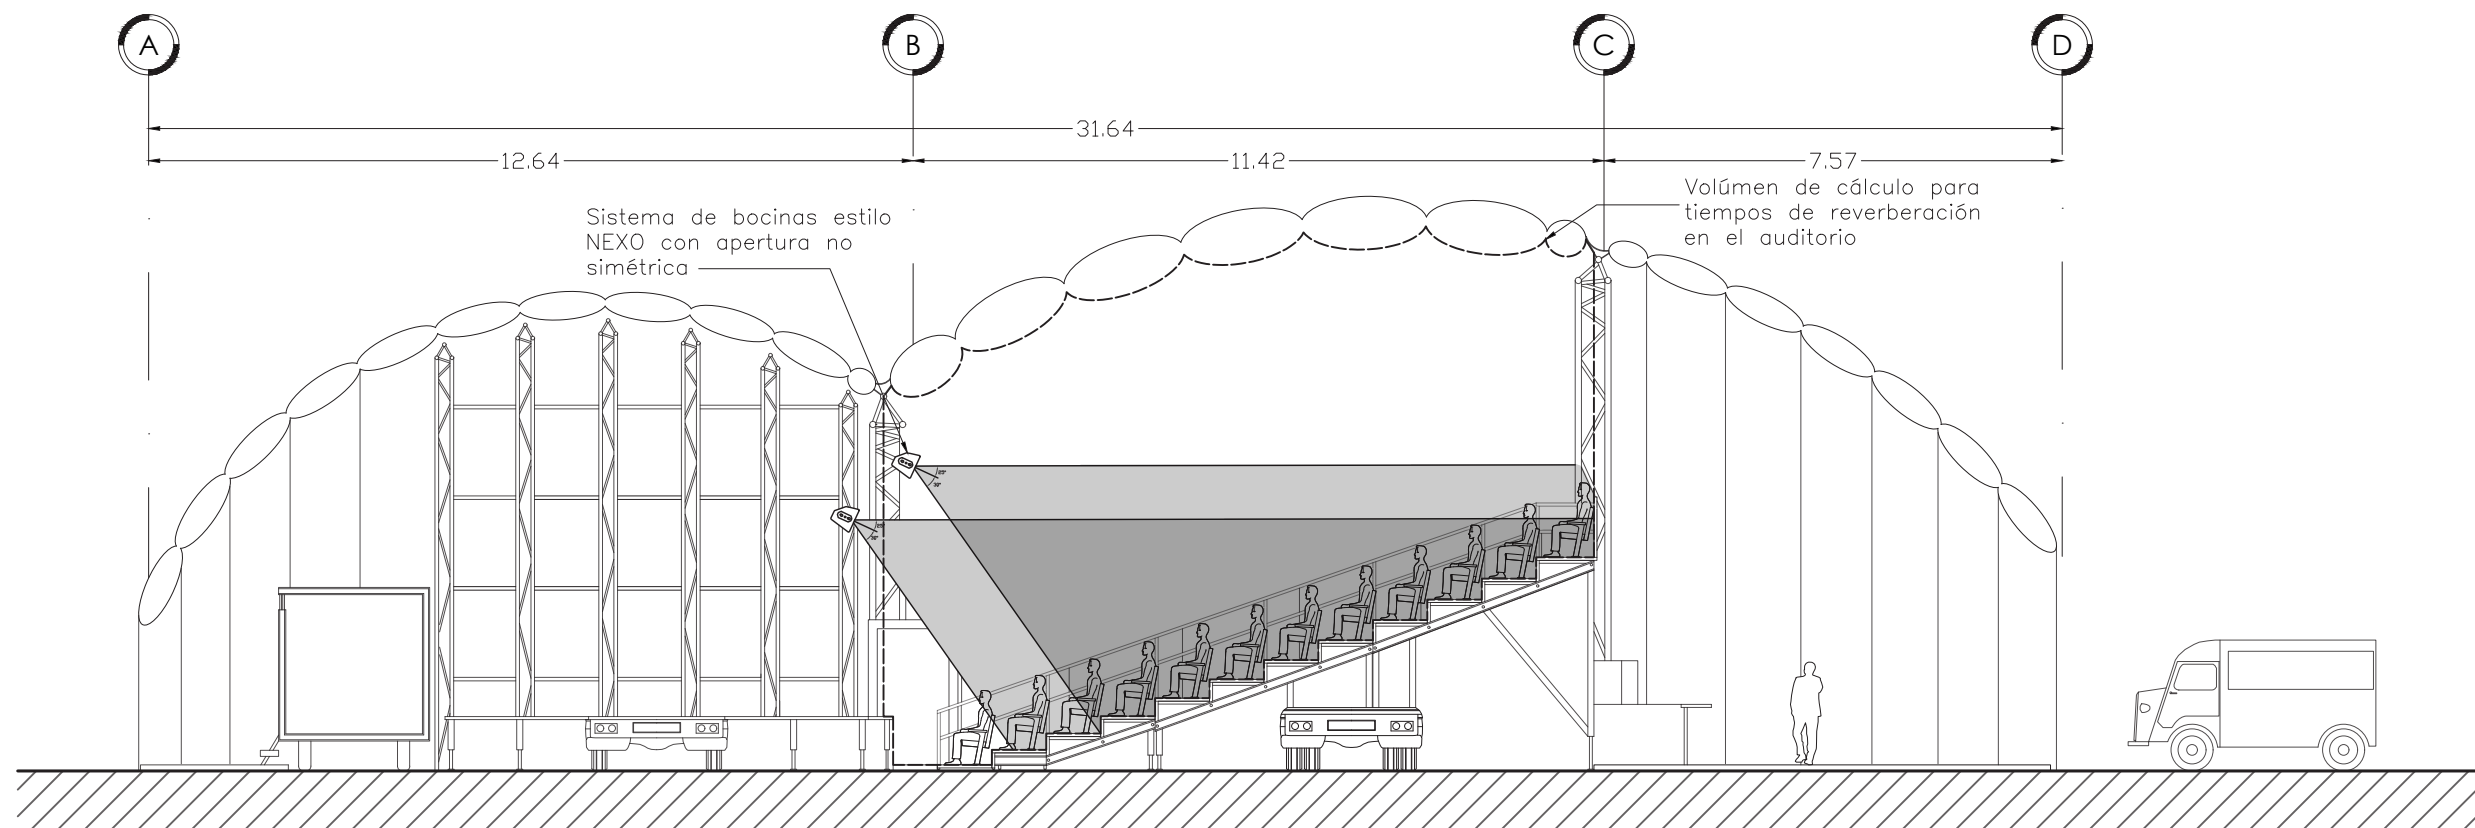 A
B
C
D
31.64
12.64
11.42
7.57
Volúmen de cálculo para
tiempos de reverberación
en el auditorio
Sistema de bocinas estilo
NEXO con apertura no
simétrica